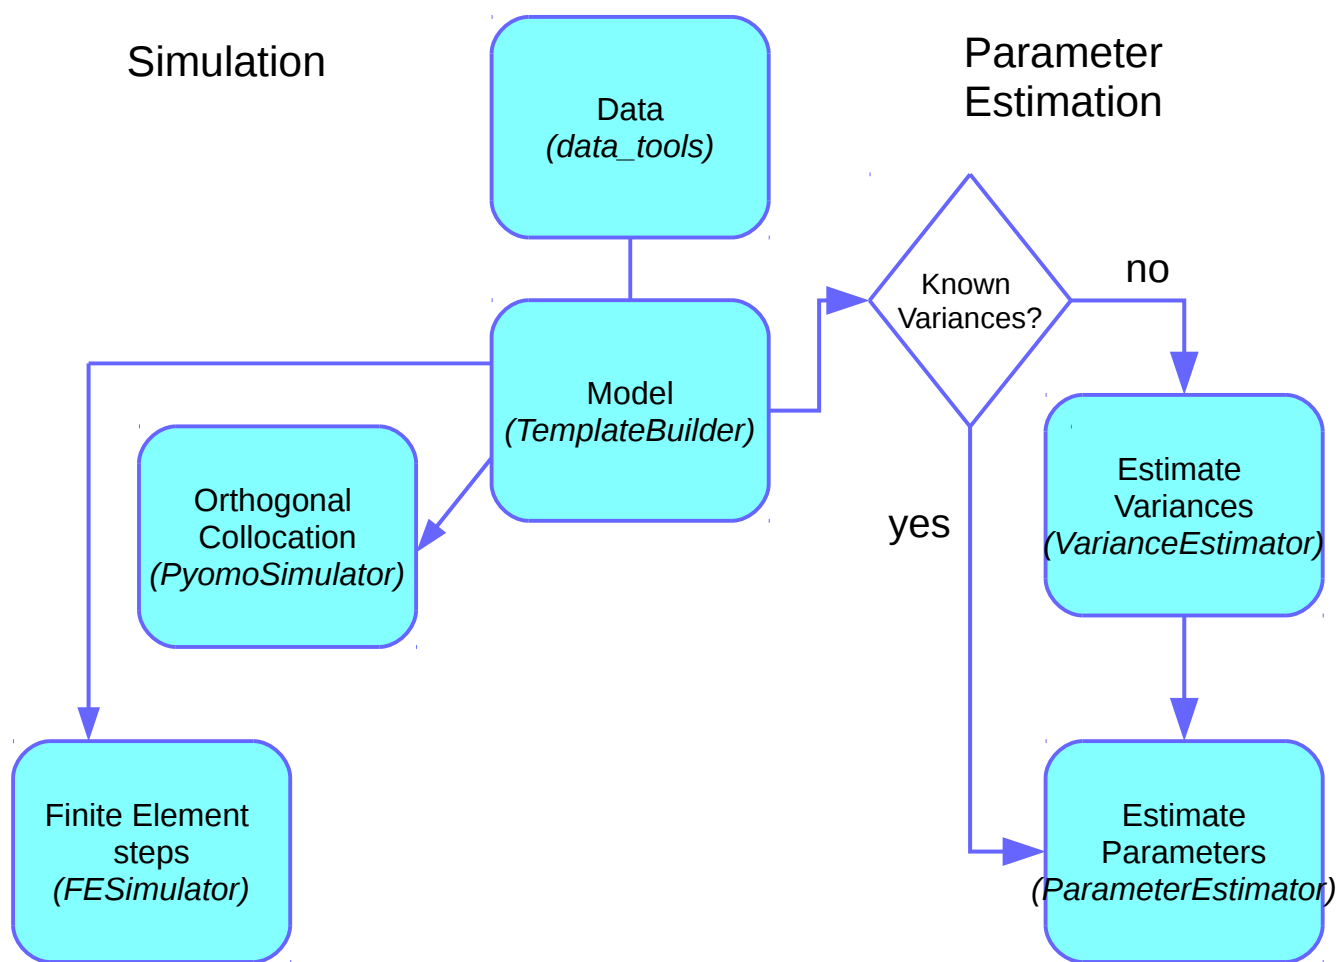 Simulation
Parameter
Estimation
Data
(data_tools)
Known
Variances?
no
Model
(TemplateBuilder)
Orthogonal
Collocation
(PyomoSimulator)
yes
Estimate
Variances
(VarianceEstimator)
Finite Element
steps
(FESimulator)
Estimate
Parameters
(ParameterEstimator)